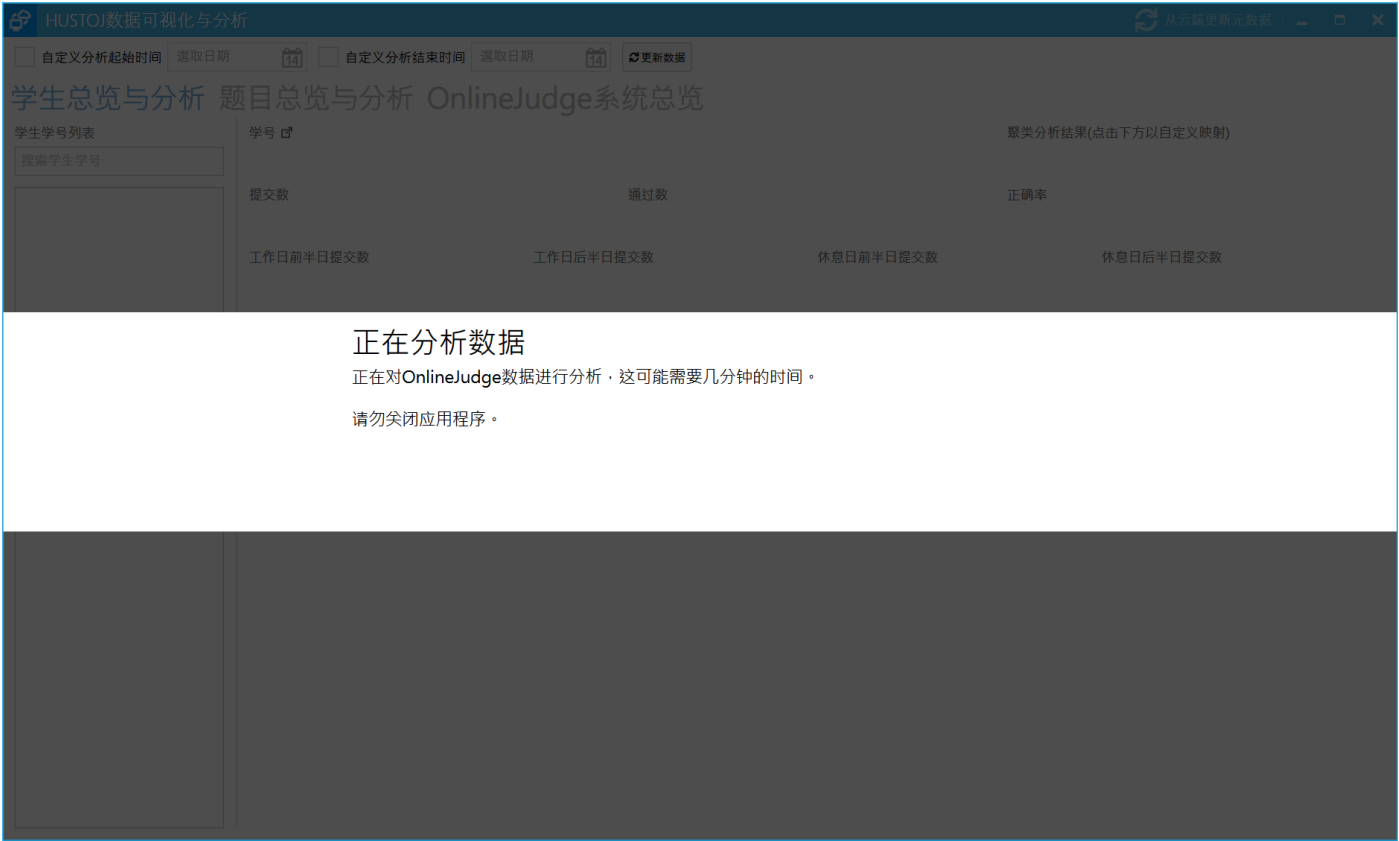 HUSTOJ数据可视化与分析
从云端更新元数据
自定义分析起始时间
選取日期
14
自定义分析结束时间
選取日期
14
更新数据
学生总览与分析 题目总览与分析 OnlineJudge系统总览
学生学号列表
搜索学生学号
学号
聚类分析结果(点击下方以自定义映射)
提交数
通过数
正确率
工作日前半日提交数
工作日后半日提交数
休息日前半日提交数
休息日后半日提交数
正在分析数据
正在对OnlineJudge数据进行分析，这可能需要几分钟的时间。
请勿关闭应用程序。